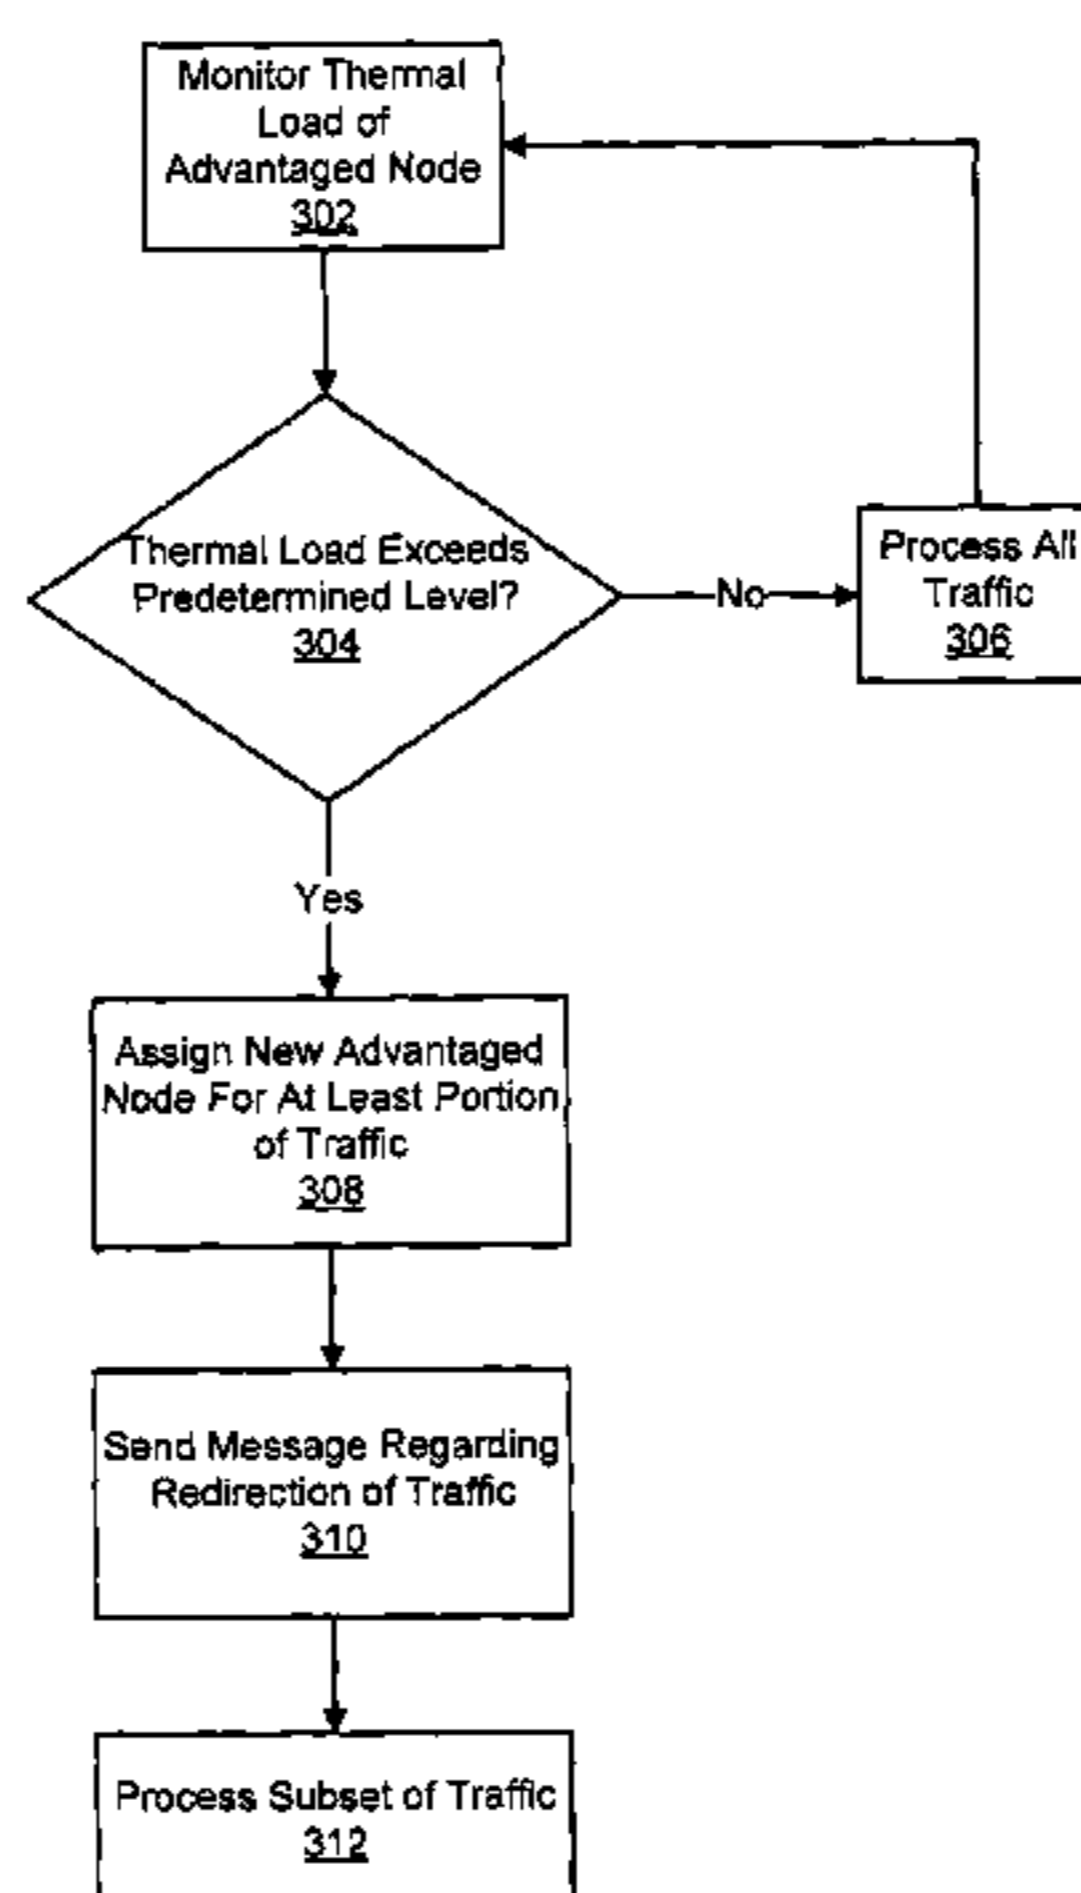 Monitor Thermal
Load of
Advantaged Node
302
Thermal Load Exceeds
Predetermined Level?
304
No
Process All
Traffic
306
Yes
Assign New Advantaged
Node For At Least Portion
of Traffic
308
Send Message Regarding
Redirection of Traffic
310
Process Subset of Traffic
312